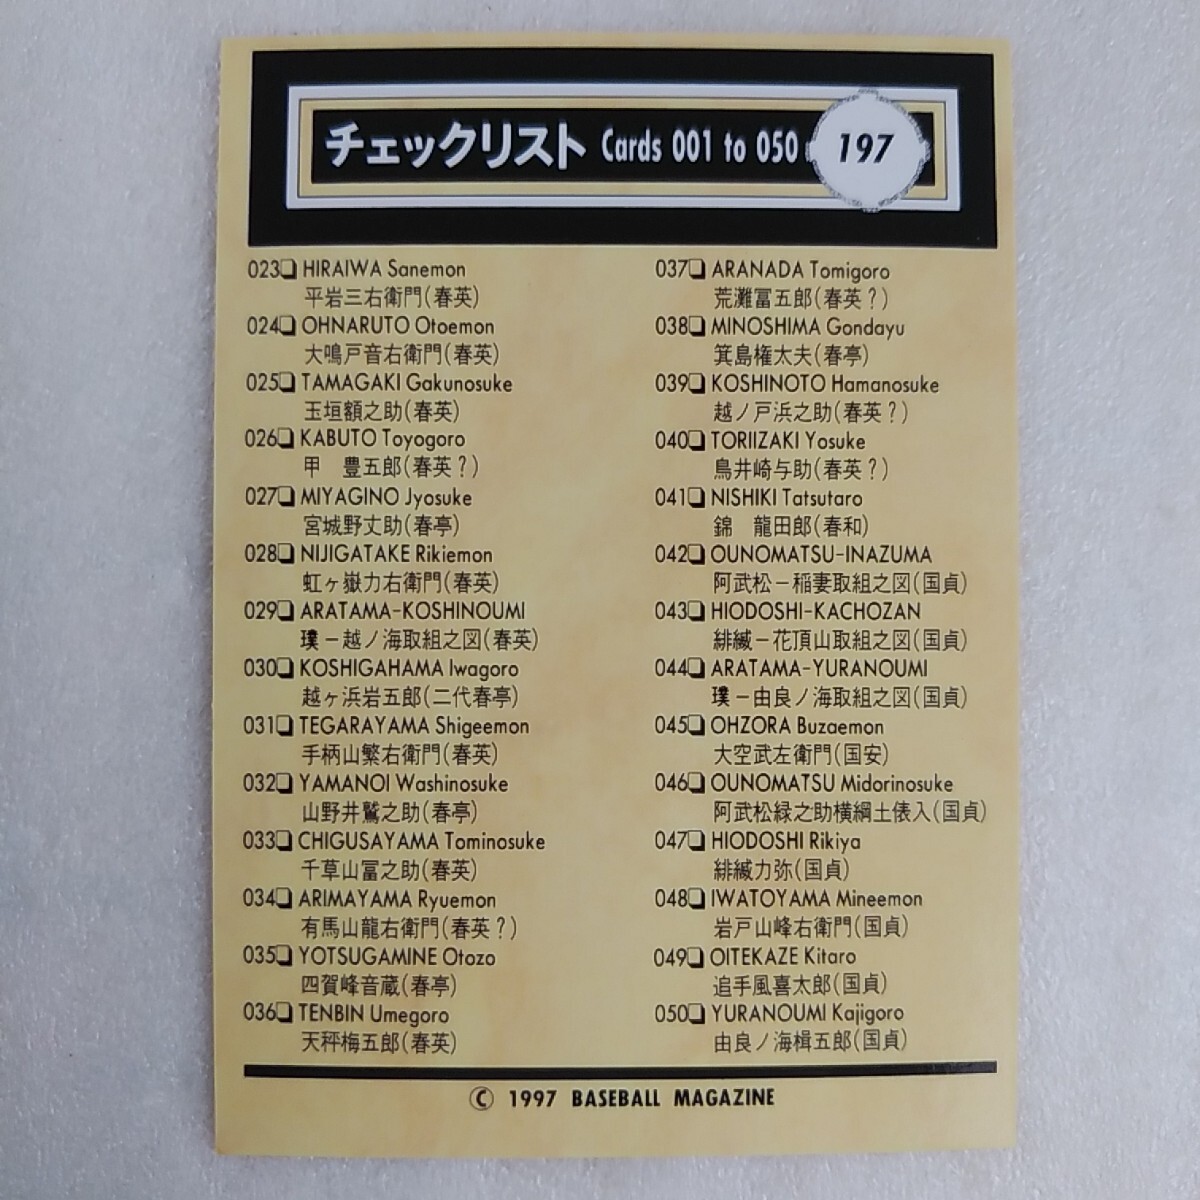 チェックリスト Cards 001 to 050
197
023❏ HIRAIWA Sanemon
平岩三右衛門(春英)
024❏ OHNARUTO Otoemon
大鳴戸音右衛門(春英)
025❏ TAMAGAKI Gakunosuke
玉垣額之助(春英)
026❏ KABUTO Toyogoro
甲　豊五郎(春英？)
027❏ MIYAGINO Jyosuke
宮城野丈助(春亭)
028❏ NIJIGATAKE Rikiemon
虹ヶ嶽力右衛門(春英)
029❏ ARATAMA-KOSHINOUMI
璞－越ノ海取組之図(春英)
030❏ KOSHIGAHAMA Iwagoro
越ヶ浜岩五郎(二代春亭)
031❏ TEGARAYAMA Shigeemon
手柄山繁右衛門(春英)
032❏ YAMANOI Washinosuke
山野井鷲之助(春亭)
033❏ CHIGUSAYAMA Tominosuke
千草山冨之助(春英)
034❏ ARIMAYAMA Ryuemon
有馬山龍右衛門(春英？)
035❏ YOTSUGAMINE Otozo
四賀峰音蔵(春亭)
036❏ TENBIN Umegoro
天秤梅五郎(春英)
037❏ ARANADA Tomigoro
荒灘冨五郎(春英？)
038❏ MINOSHIMA Gondayu
箕島権太夫(春亭)
039❏ KOSHINOTO Hamanosuke
越ノ戸浜之助(春英？)
040❏ TORIIZAKI Yosuke
鳥井崎与助(春英？)
041❏ NISHIKI Tatsutaro
錦　龍田郎(春和)
042❏ OUNOMATSU-INAZUMA
阿武松－稲妻取組之図(国貞)
043❏ HIODOSHI-KACHOZAN
緋縅－花頂山取組之図(国貞)
044❏ ARATAMA-YURANOUMI
璞－由良ノ海取組之図(国貞)
045❏ OHZORA Buzaemon
大空武左衛門(国安)
046❏ OUNOMATSU Midorinosuke
阿武松緑之助横綱土俵入(国貞)
047❏ HIODOSHI Rikiya
緋縅力弥(国貞)
048❏ IWATOYAMA Mineemon
岩戸山峰右衛門(国貞)
049❏ OITEKAZE Kitaro
追手風喜太郎(国貞)
050❏ YURANOUMI Kajigoro
由良ノ海楫五郎(国貞)
© 1997 BASEBALL MAGAZINE